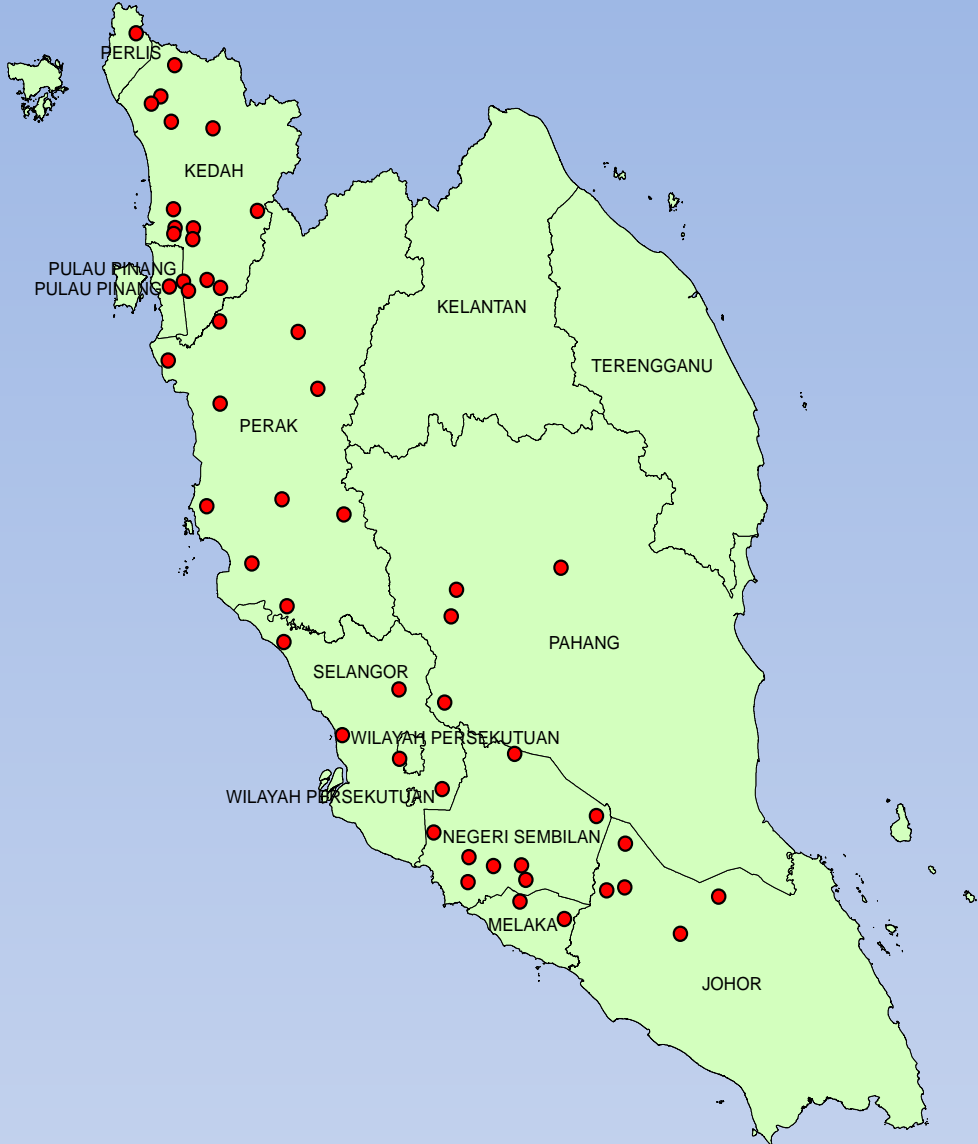 PERLIS
KEDAH
PULAU PINANG
PULAU PINANG
KELANTAN
TERENGGANU
PERAK
PAHANG
SELANGOR
WILAYAH PERSEKUTUAN
WILAYAH PERSEKUTUAN
NEGERI SEMBILAN
MELAKA
JOHOR